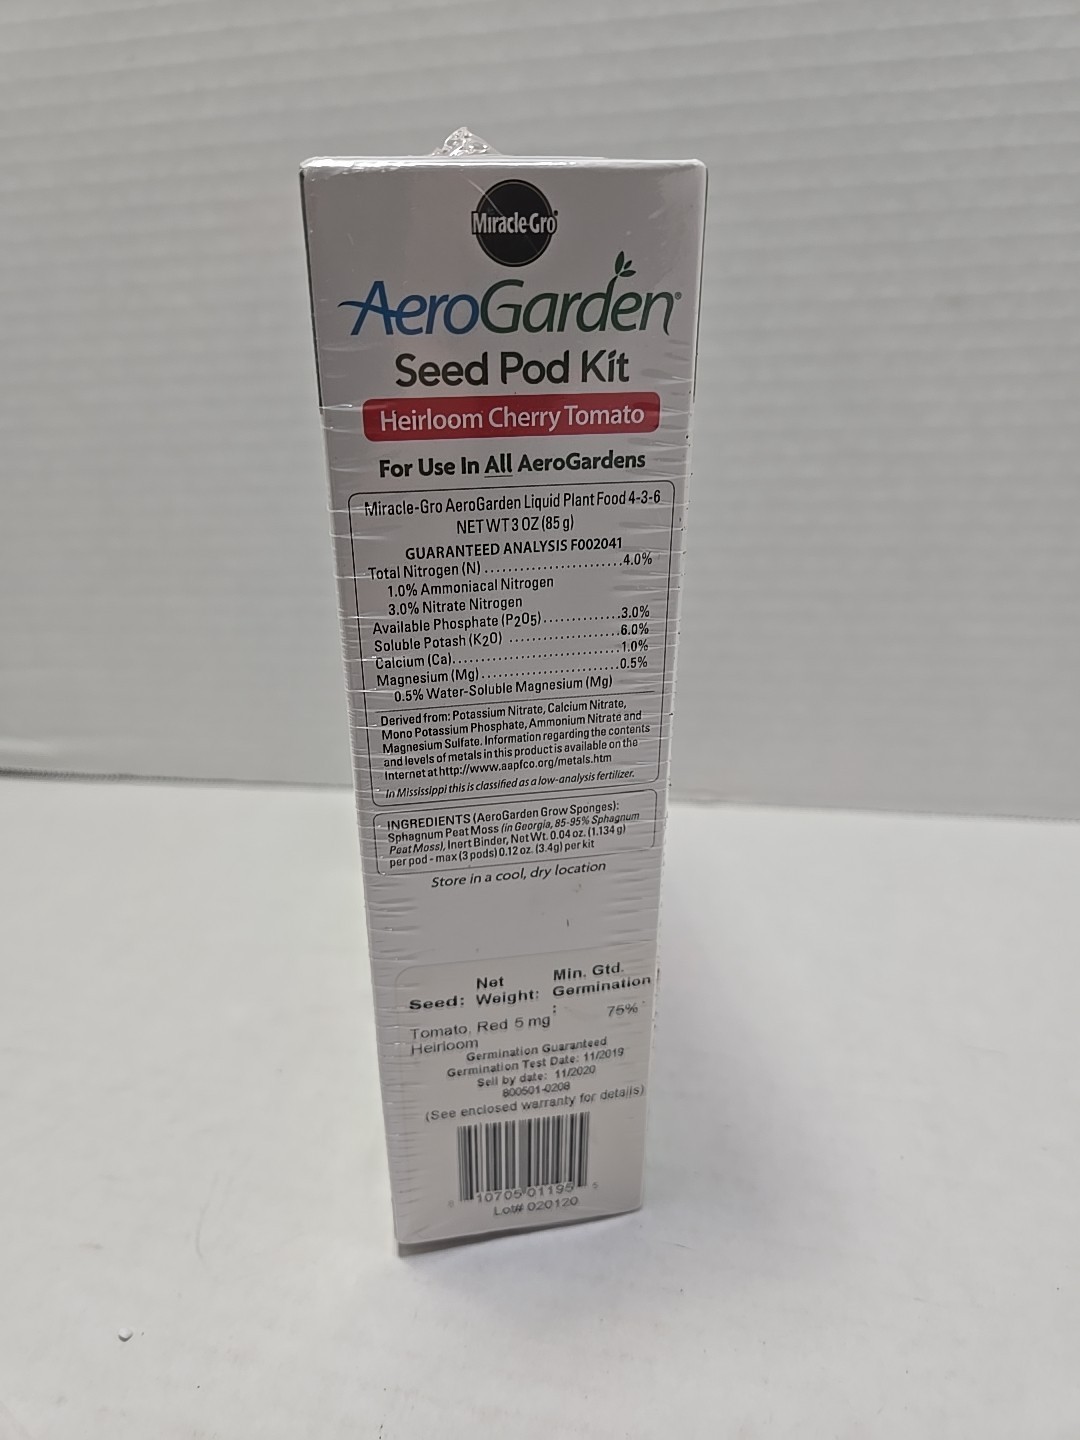 Miracle-Gro®
AeroGarden®
Seed Pod Kit
Heirloom Cherry Tomato
For Use In All AeroGardens
Miracle-Gro AeroGarden Liquid Plant Food 4-3-6
NET WT 3 OZ (85 g)
GUARANTEED ANALYSIS F002041
Total Nitrogen (N) ........................4.0%
1.0% Ammoniacal Nitrogen
3.0% Nitrate Nitrogen
Available Phosphate (P2O5)..............3.0%
Soluble Potash (K2O) ....................6.0%
Calcium (Ca).............................1.0%
Magnesium (Mg)........................0.5%
0.5% Water-Soluble Magnesium (Mg)
Derived from: Potassium Nitrate, Calcium Nitrate,
Mono Potassium Phosphate, Ammonium Nitrate and
Magnesium Sulfate. Information regarding the contents
and levels of metals in this product is available on the
Internet at http://www.aapfco.org/metals.htm
In Mississippi this is classified as a low-analysis fertilizer.
INGREDIENTS (AeroGarden Grow Sponges):
Sphagnum Peat Moss (in Georgia, 85-95% Sphagnum
Peat Moss), Inert Binder, Net Wt. 0.04 oz. (1.134 g)
per pod - max (3 pods) 0.12 oz. (3.4g) per kit
Store in a cool, dry location
Net Min. Gtd.
Seed: Weight: Germination
:
Tomato, Red 5 mg 75%
Heirloom
Germination Guaranteed
Germination Test Date: 11/2019
Sell by date: 11/2020
800501-0208
(See enclosed warranty for details)
0 10705 01195 5
Lot# 020120